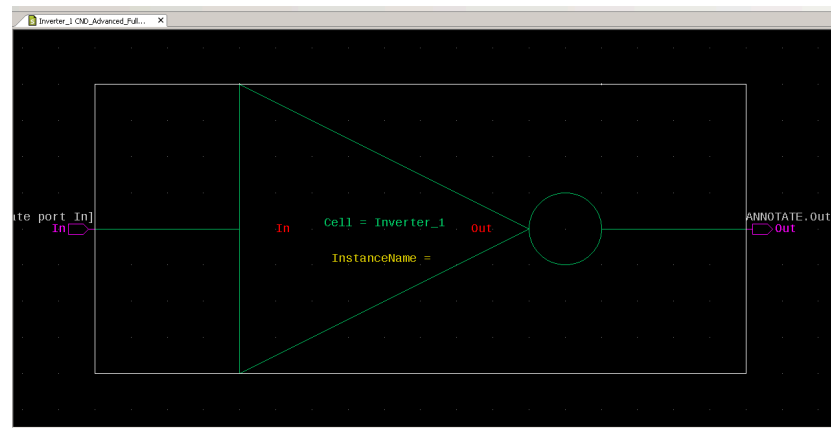 Inverter_1 CND_Advanced_Full...
ate port In]
In
In
Cell = Inverter_1
Out
InstanceName =
ANNOTATE.Out
Out